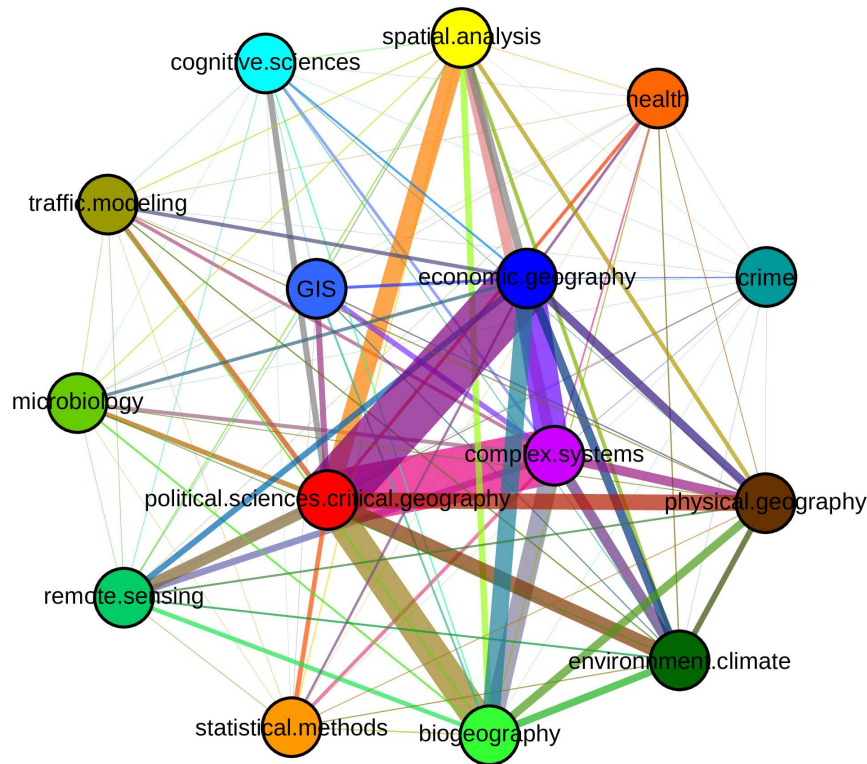 spatial.analysis
cognitive.sciences
health
traffic.modeling
economic.geography
crime
GIS
microbiology
complex.systems
political.sciences.critical.geography
physical.geography
remote.sensing
environnment.climate
statistical.methods
biogeography